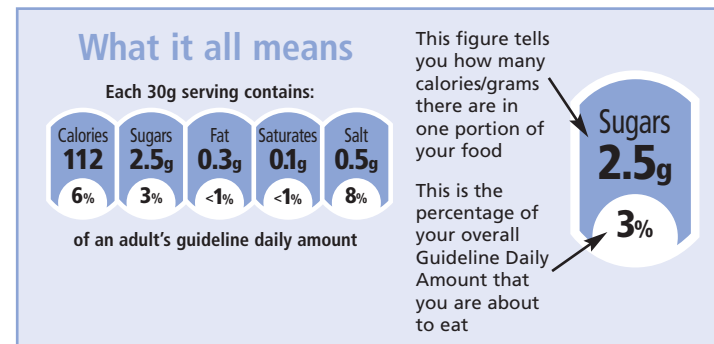 What it all means
Each 30g serving contains:
Calories Sugars Fat Saturates Salt
112 2.5g 0.3g 0.1g 0.5g
6% 3% <1% <1% 8%
of an adult's guideline daily amount
This figure tells
you how many
calories/grams
there are in
one portion of
your food
This is the
percentage of
your overall
Guideline Daily
Amount that
you are about
to eat
Sugars
2.5g
3%